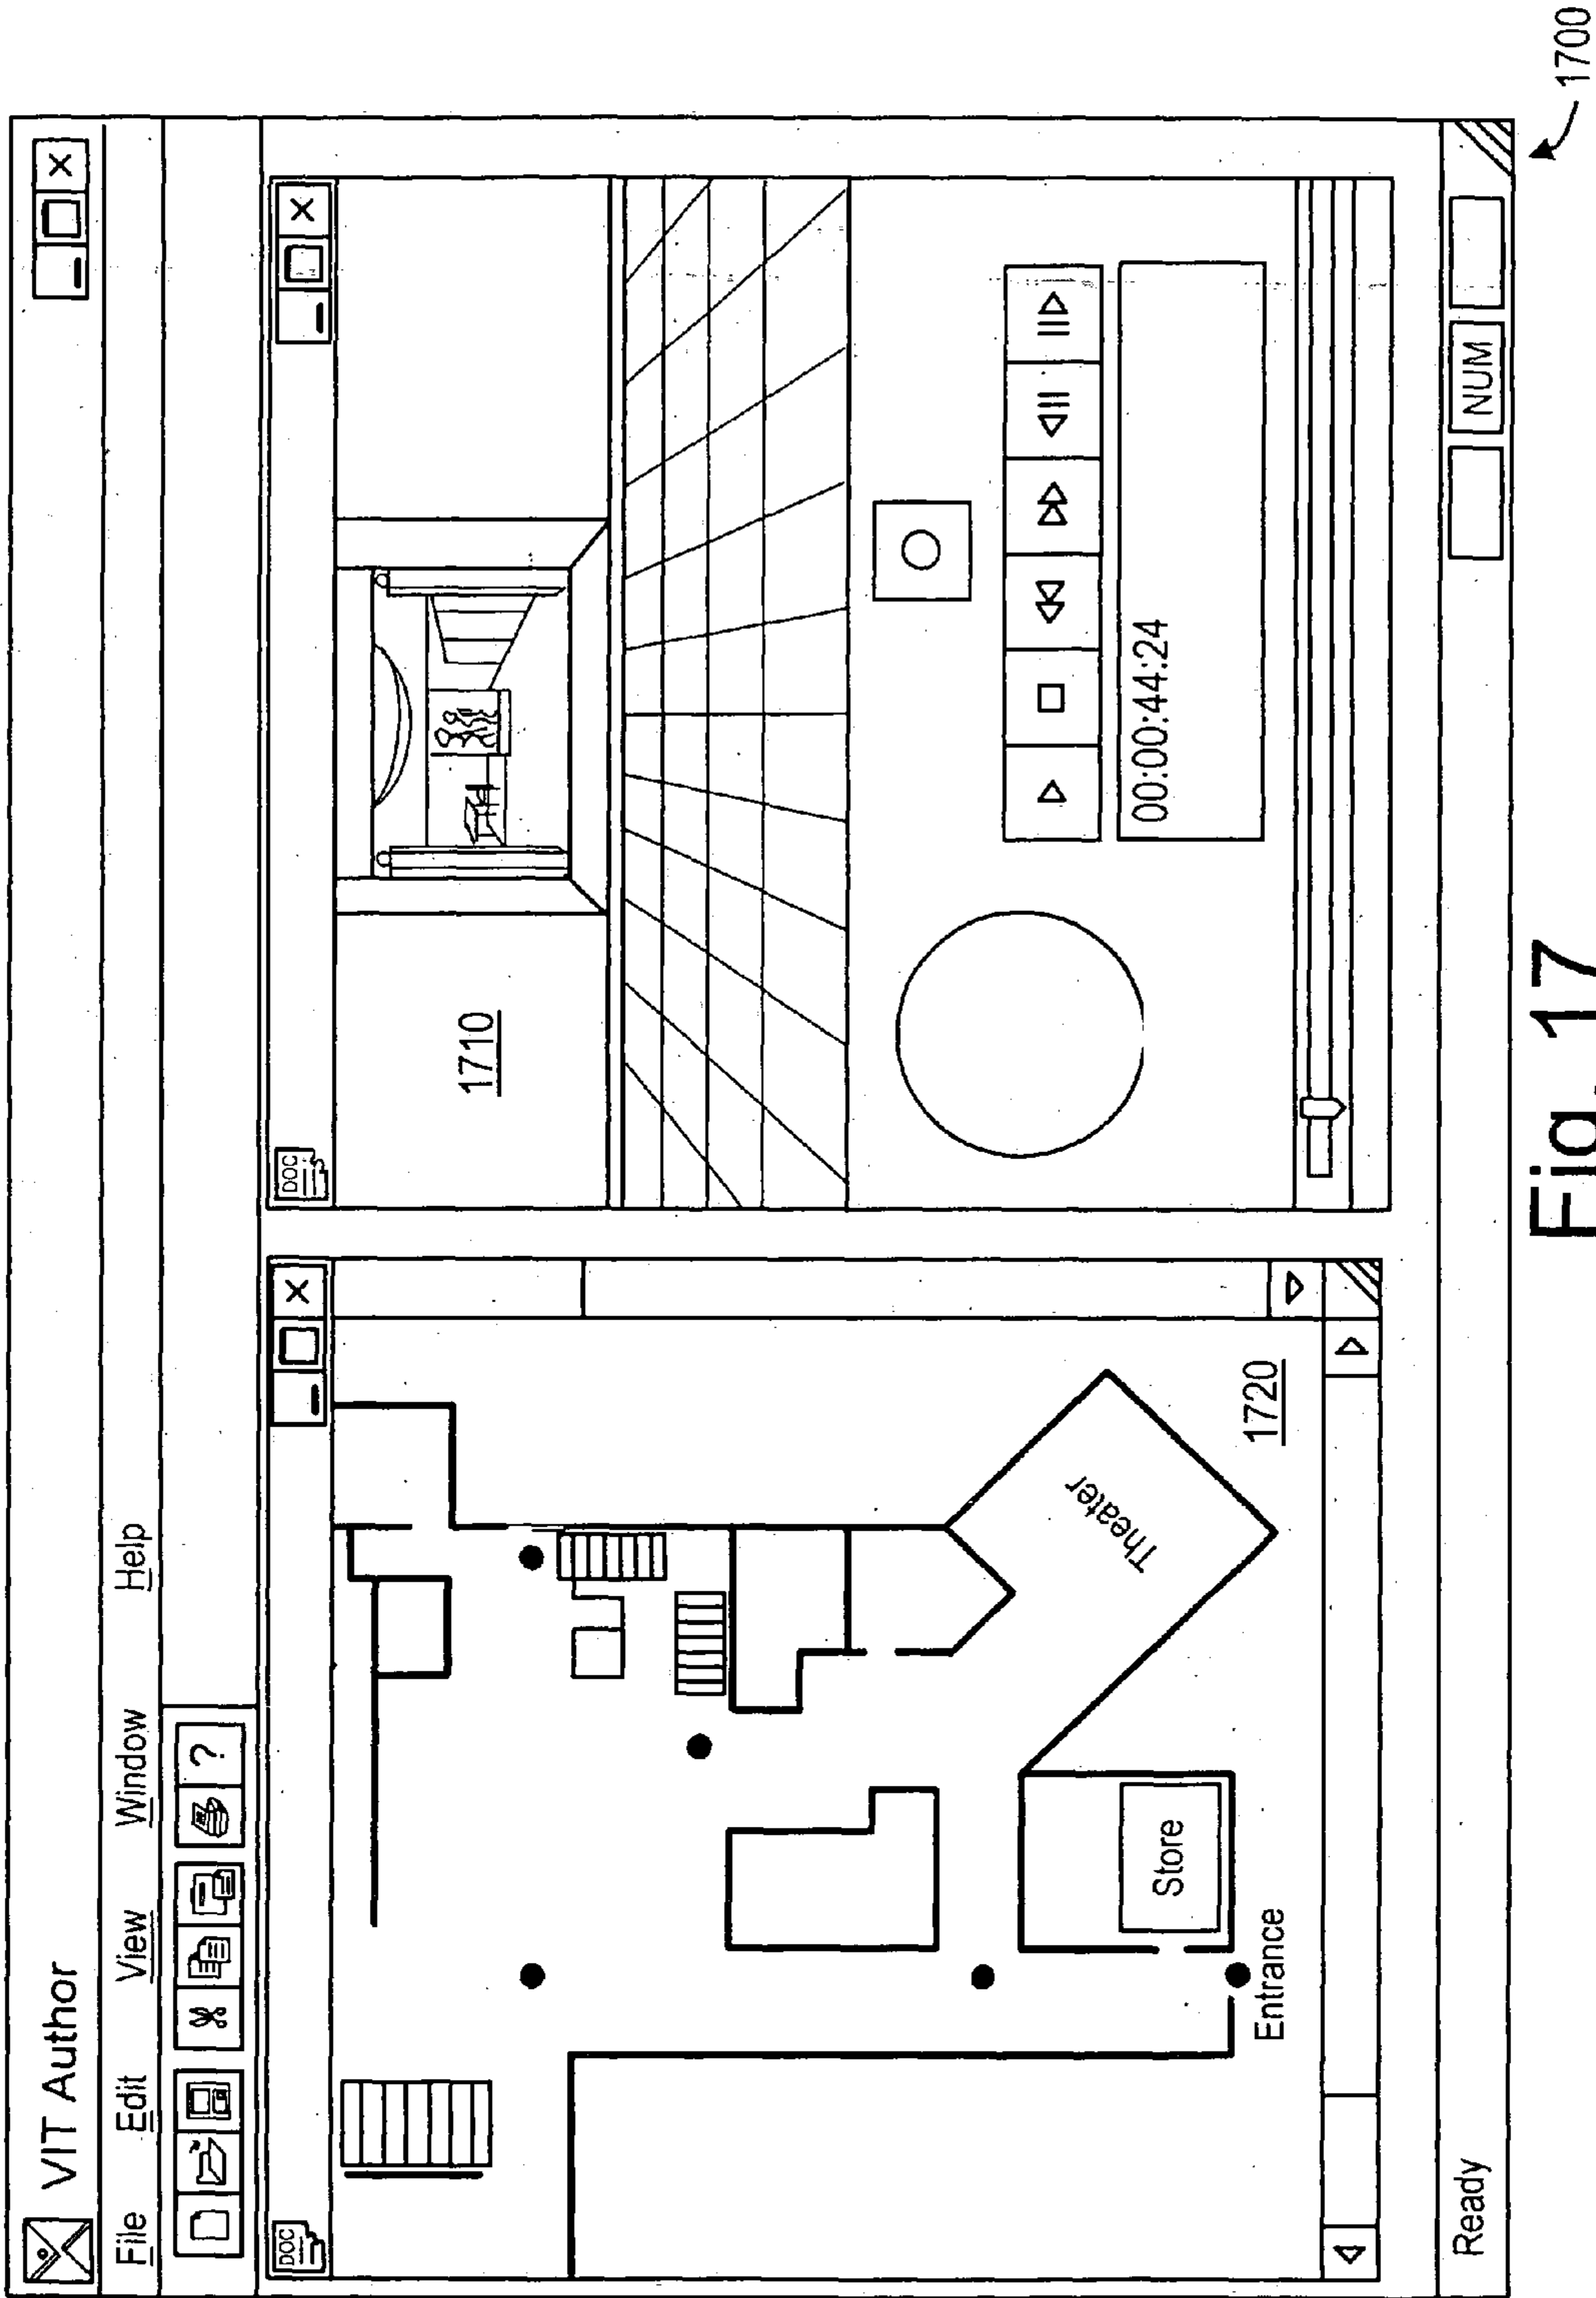 VIT Author
File Edit View Window Help
?
DOC
DOC
1710
Theater
Store
Entrance
1720
00:00:44:24
Ready
NUM
1700
Fig. 17